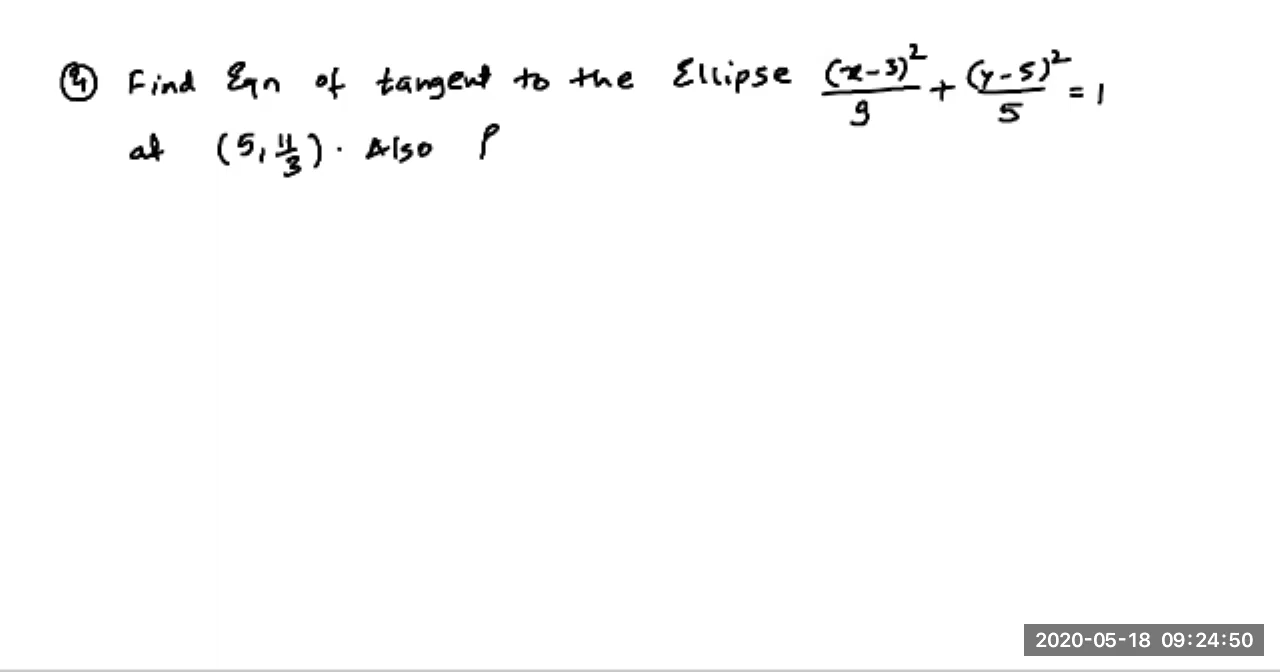 ④ Find Eqn of tangent to the Ellipse (x-3)²/9 + (y-5)²/5 = 1
at (5, 11/3). Also
2020-05-18 09:24:50